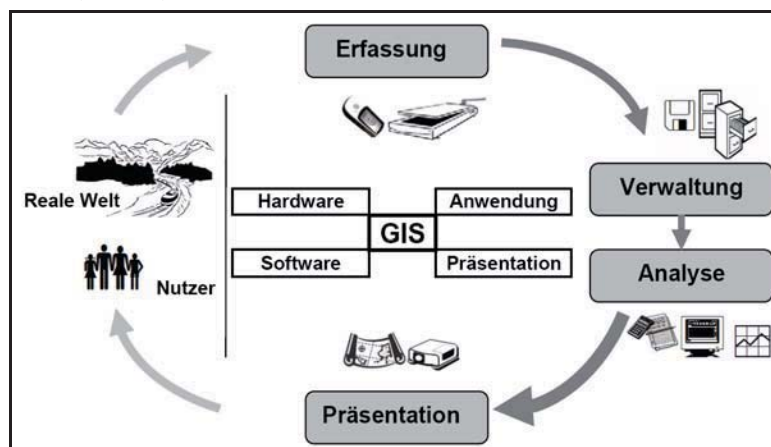 Erfassung
Verwaltung
Reale Welt
Hardware
Anwendung
GIS
Software
Präsentation
Analyse
Nutzer
Präsentation